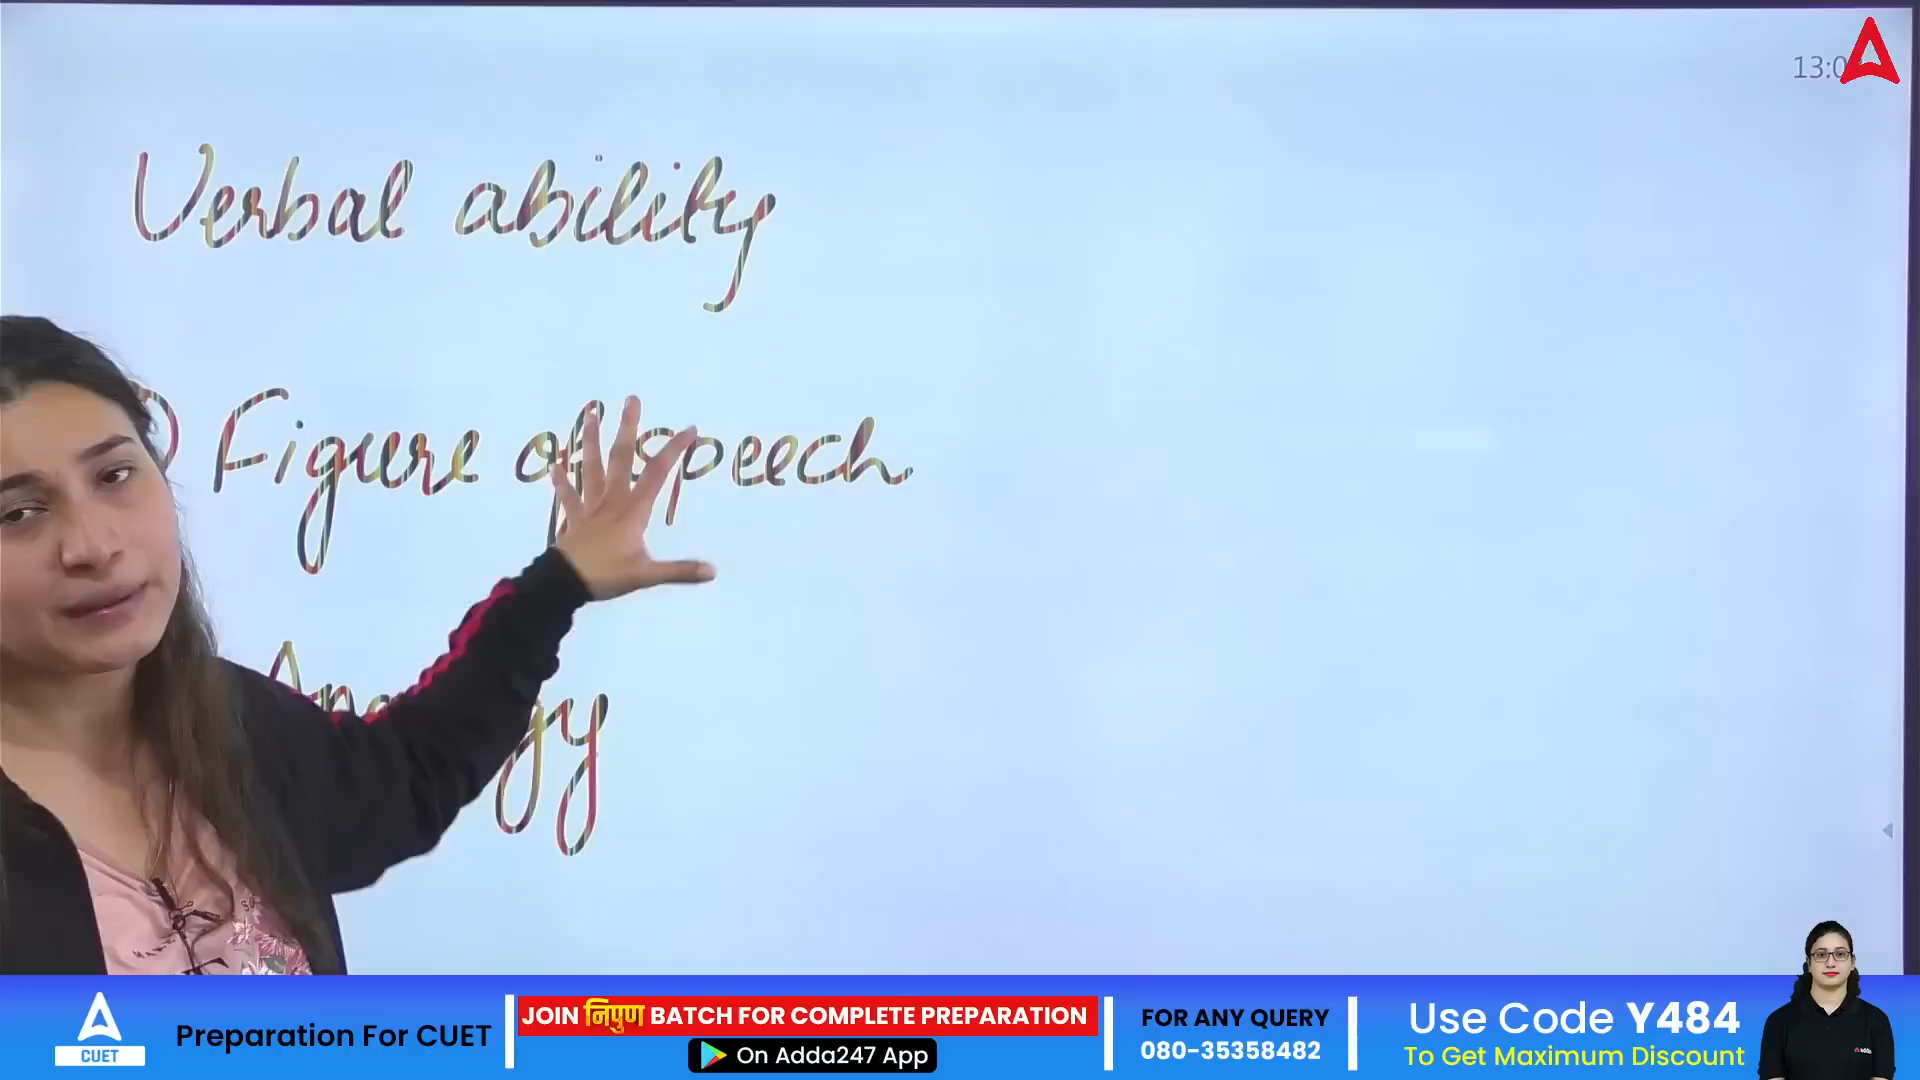 13:0
Verbal ability
Figure of speech
CUET
Preparation For CUET
JOIN निपुण BATCH FOR COMPLETE PREPARATION
On Adda247 App
FOR ANY QUERY
080-35358482
Use Code Y484
To Get Maximum Discount